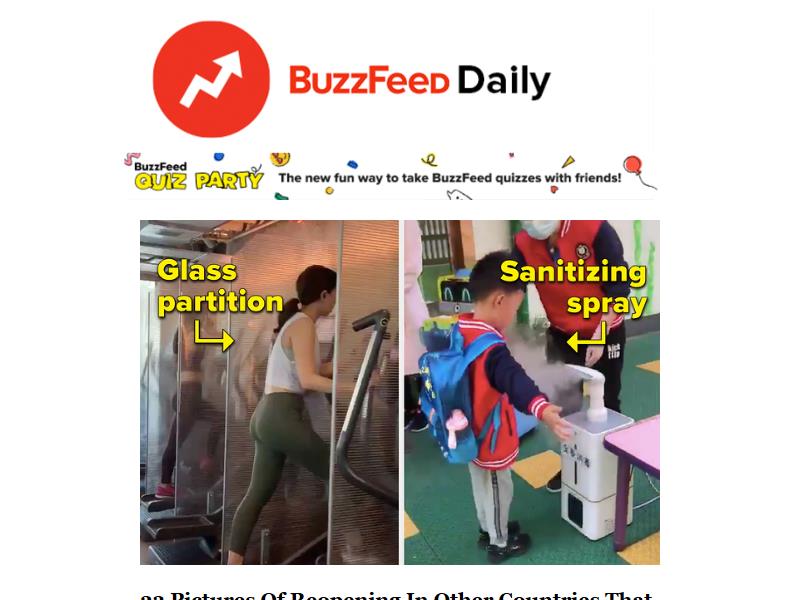 BuzzFeed Daily
BuzzFeed
QUIZ PARTY
The new fun way to take BuzzFeed quizzes with friends!
Glass
partition
Sanitizing
spray
Pictures Of Reopening In Other Countries That